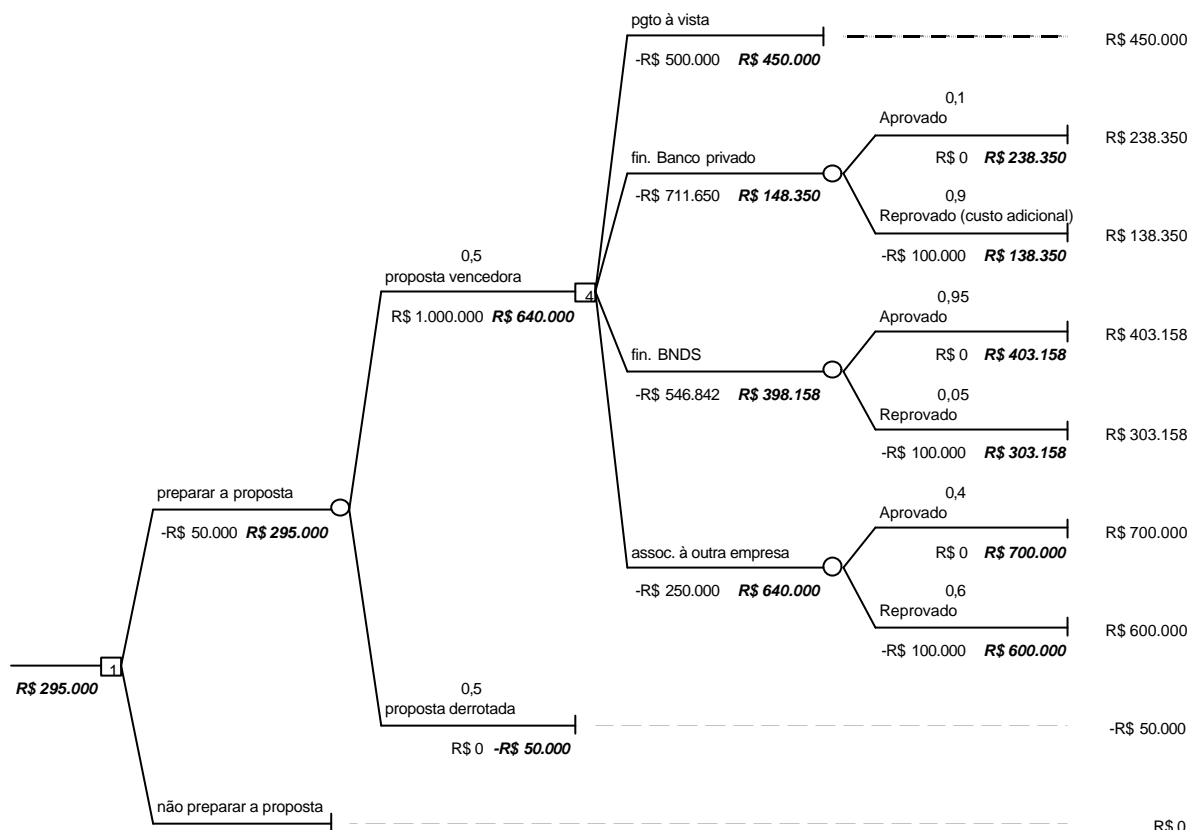 pgto à vista
R$ 450.000
-R$ 500.000 R$ 450.000
0,1
Aprovado
R$ 238.350
fin. Banco privado
R$ 0 R$ 238.350
-R$ 711.650 R$ 148.350
0,9
Reprovado (custo adicional)
R$ 138.350
0,5
proposta vencedora
-R$ 100.000 R$ 138.350
4
R$ 1.000.000 R$ 640.000
0,95
Aprovado
R$ 403.158
fin. BNDS
R$ 0 R$ 403.158
-R$ 546.842 R$ 398.158
0,05
Reprovado
R$ 303.158
-R$ 100.000 R$ 303.158
preparar a proposta
0,4
Aprovado
-R$ 50.000 R$ 295.000
R$ 700.000
assoc. à outra empresa
R$ 0 R$ 700.000
-R$ 250.000 R$ 640.000
0,6
Reprovado
R$ 600.000
-R$ 100.000 R$ 600.000
1
R$ 295.000
0,5
proposta derrotada
-R$ 50.000
R$ 0 -R$ 50.000
não preparar a proposta
R$ 0